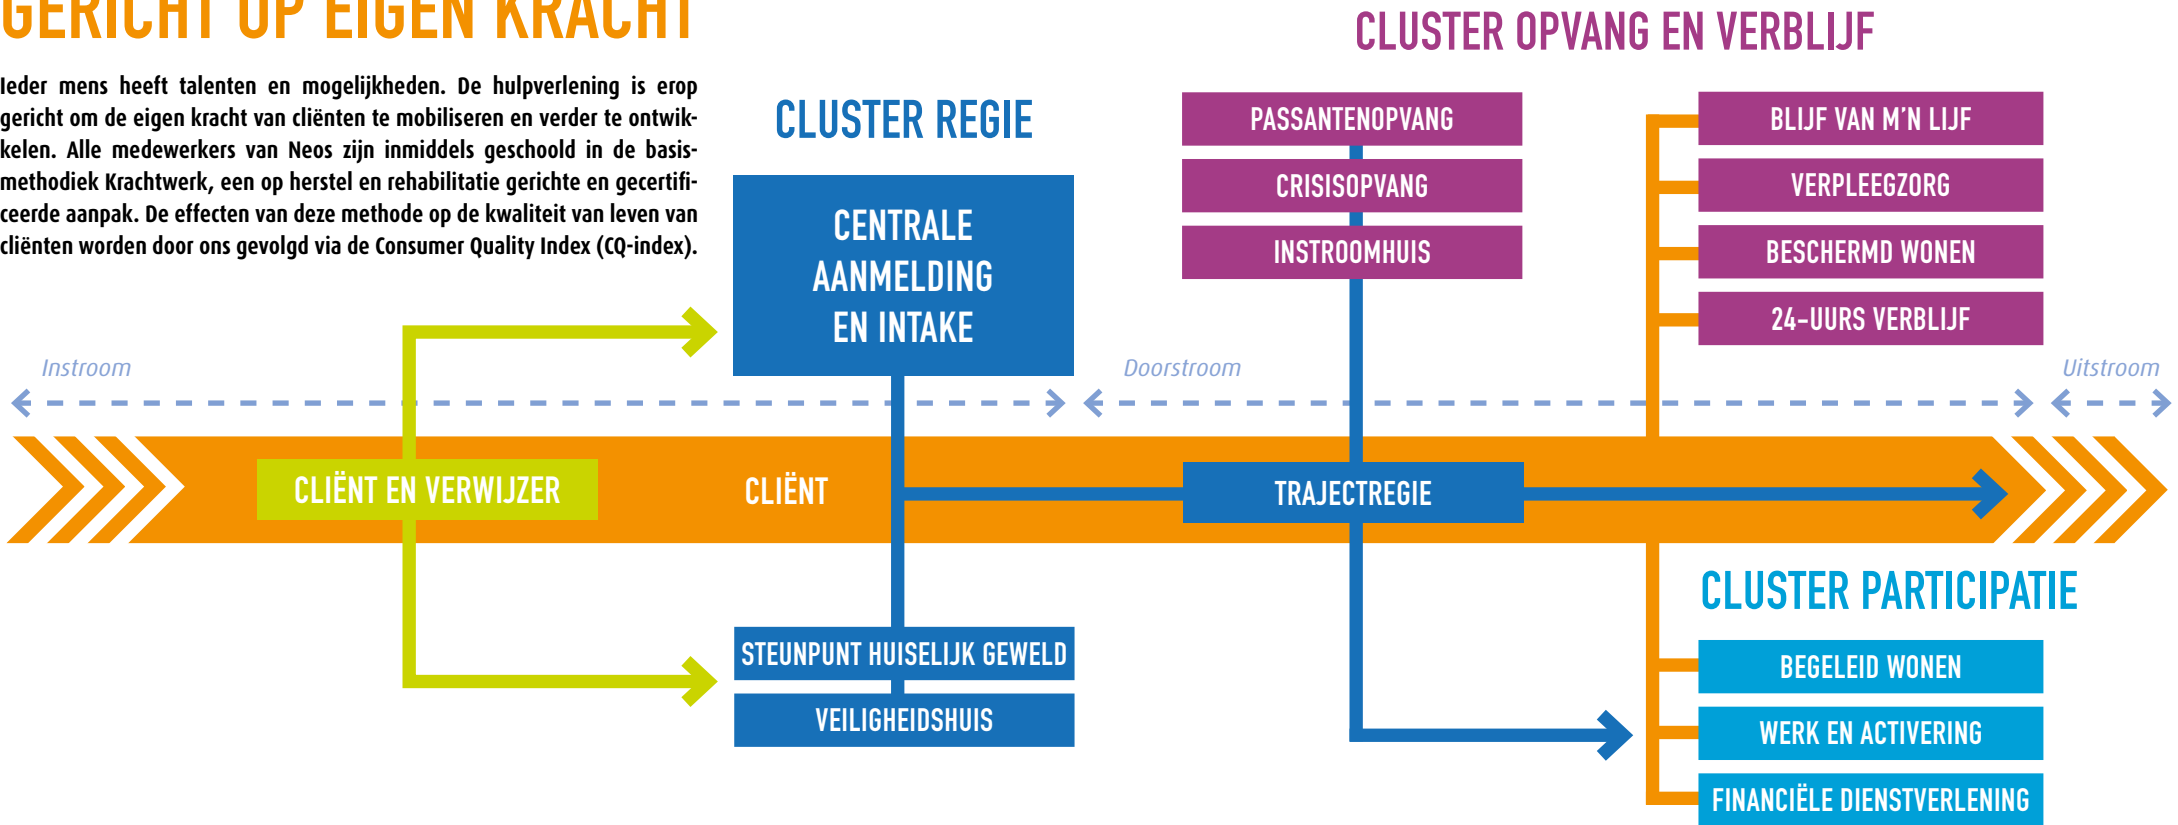 GERICHT OP EIGEN KRACHT
Ieder mens heeft talenten en mogelijkheden. De hulpverlening is erop
gericht om de eigen kracht van cliënten te mobiliseren en verder te ontwik-
kelen. Alle medewerkers van Neos zijn inmiddels geschoold in de basis-
methodiek Krachtwerk, een op herstel en rehabilitatie gerichte en gecertifi-
ceerde aanpak. De effecten van deze methode op de kwaliteit van leven van
cliënten worden door ons gevolgd via de Consumer Quality Index (CQ-index).
CLUSTER REGIE
CENTRALE
AANMELDING
EN INTAKE
CLUSTER OPVANG EN VERBLIJF
PASSANTENOPVANG
CRISISOPVANG
INSTROOMHUIS
BLIJF VAN M'N LIJF
VERPLEEGZORG
BESCHERMD WONEN
24-UURS VERBLIJF
Instroom
Doorstroom
Uitstroom
CLIËNT EN VERWIJZER
CLIËNT
TRAJECTREGIE
STEUNPUNT HUISELIJK GEWELD
VEILIGHEIDSHUIS
CLUSTER PARTICIPATIE
BEGELEID WONEN
WERK EN ACTIVERING
FINANCIËLE DIENSTVERLENING